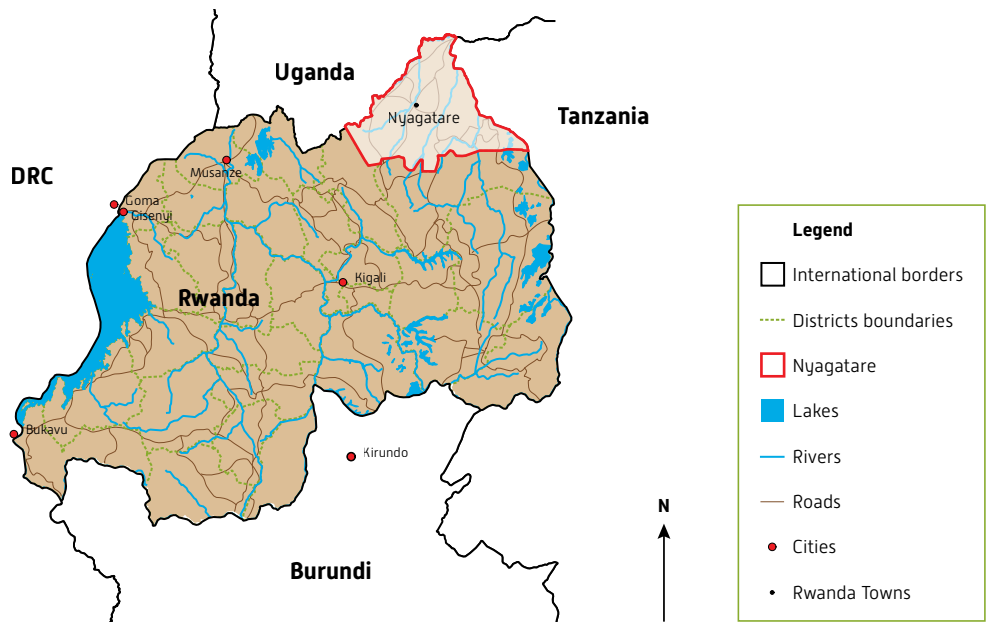 Uganda
Tanzania
Nyagatare
DRC
Musanze
Goma
Gisenyi
Kigali
Rwanda
Bukavu
Kirundo
Burundi
N
Legend
International borders
Districts boundaries
Nyagatare
Lakes
Rivers
Roads
Cities
Rwanda Towns